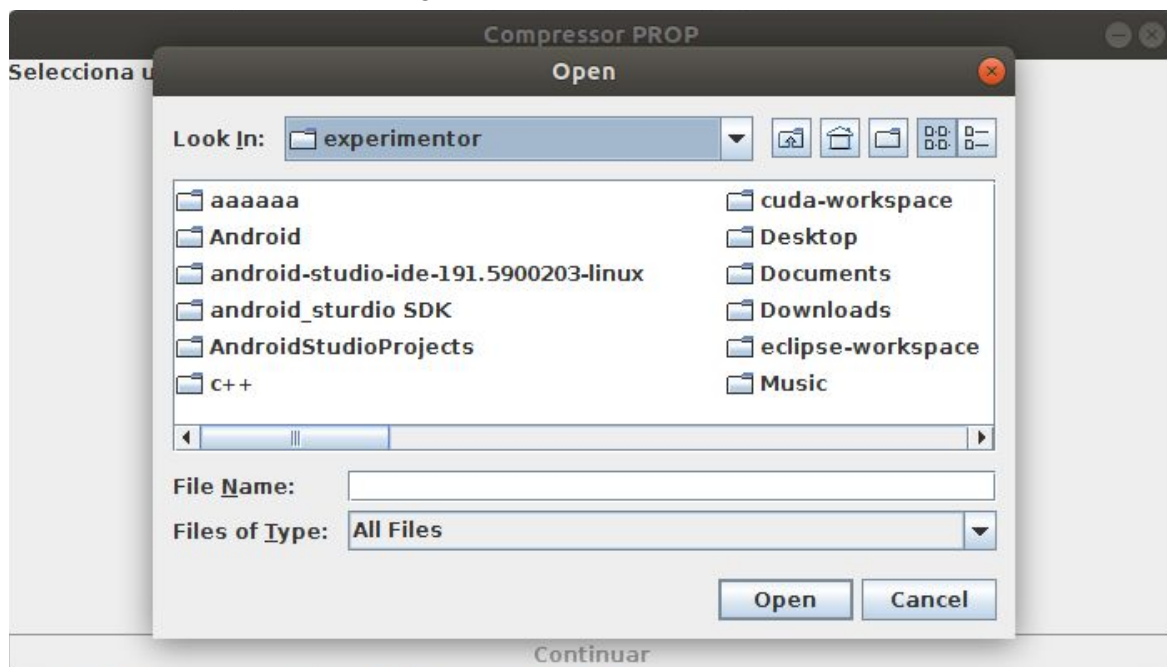 Compressor PROP
Selecciona u
Open
Look In: experimentor
aaaaaa
Android
android-studio-ide-191.5900203-linux
android_sturdio SDK
AndroidStudioProjects
c++
cuda-workspace
Desktop
Documents
Downloads
eclipse-workspace
Music
File Name:
Files of Type: All Files
Open Cancel
Continuar